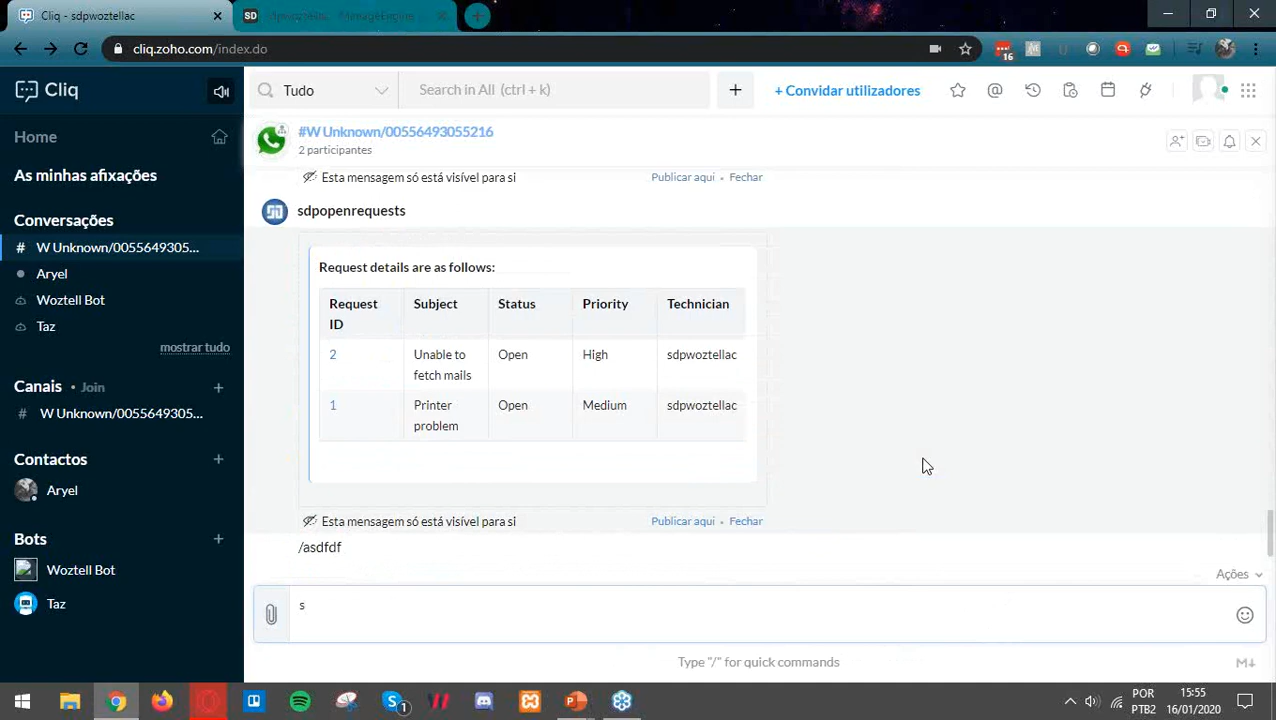 Cliq - sdpwoztellac
SD
cliq.zoho.com/index.do
16
Cliq
Tudo
Search in All (ctrl + k)
+ Convidar utilizadores
Home
#W Unknown/00556493055216
2 participantes
As minhas afixações
Esta mensagem só está visível para si
Publicar aqui • Fechar
Conversações
# W Unknown/0055649305...
Aryel
Woztell Bot
Taz
mostrar tudo
Canais • Join
# W Unknown/0055649305...
Contactos
Aryel
Bots
Woztell Bot
Taz
sdpopenrequests
Request details are as follows:
Request ID Subject Status Priority Technician
2 Unable to fetch mails Open High sdpwoztellac
1 Printer problem Open Medium sdpwoztellac
Esta mensagem só está visível para si
Publicar aqui • Fechar
/asdfdf
Ações
s
Type "/" for quick commands
M↓
1
POR
PTB2
15:55
16/01/2020